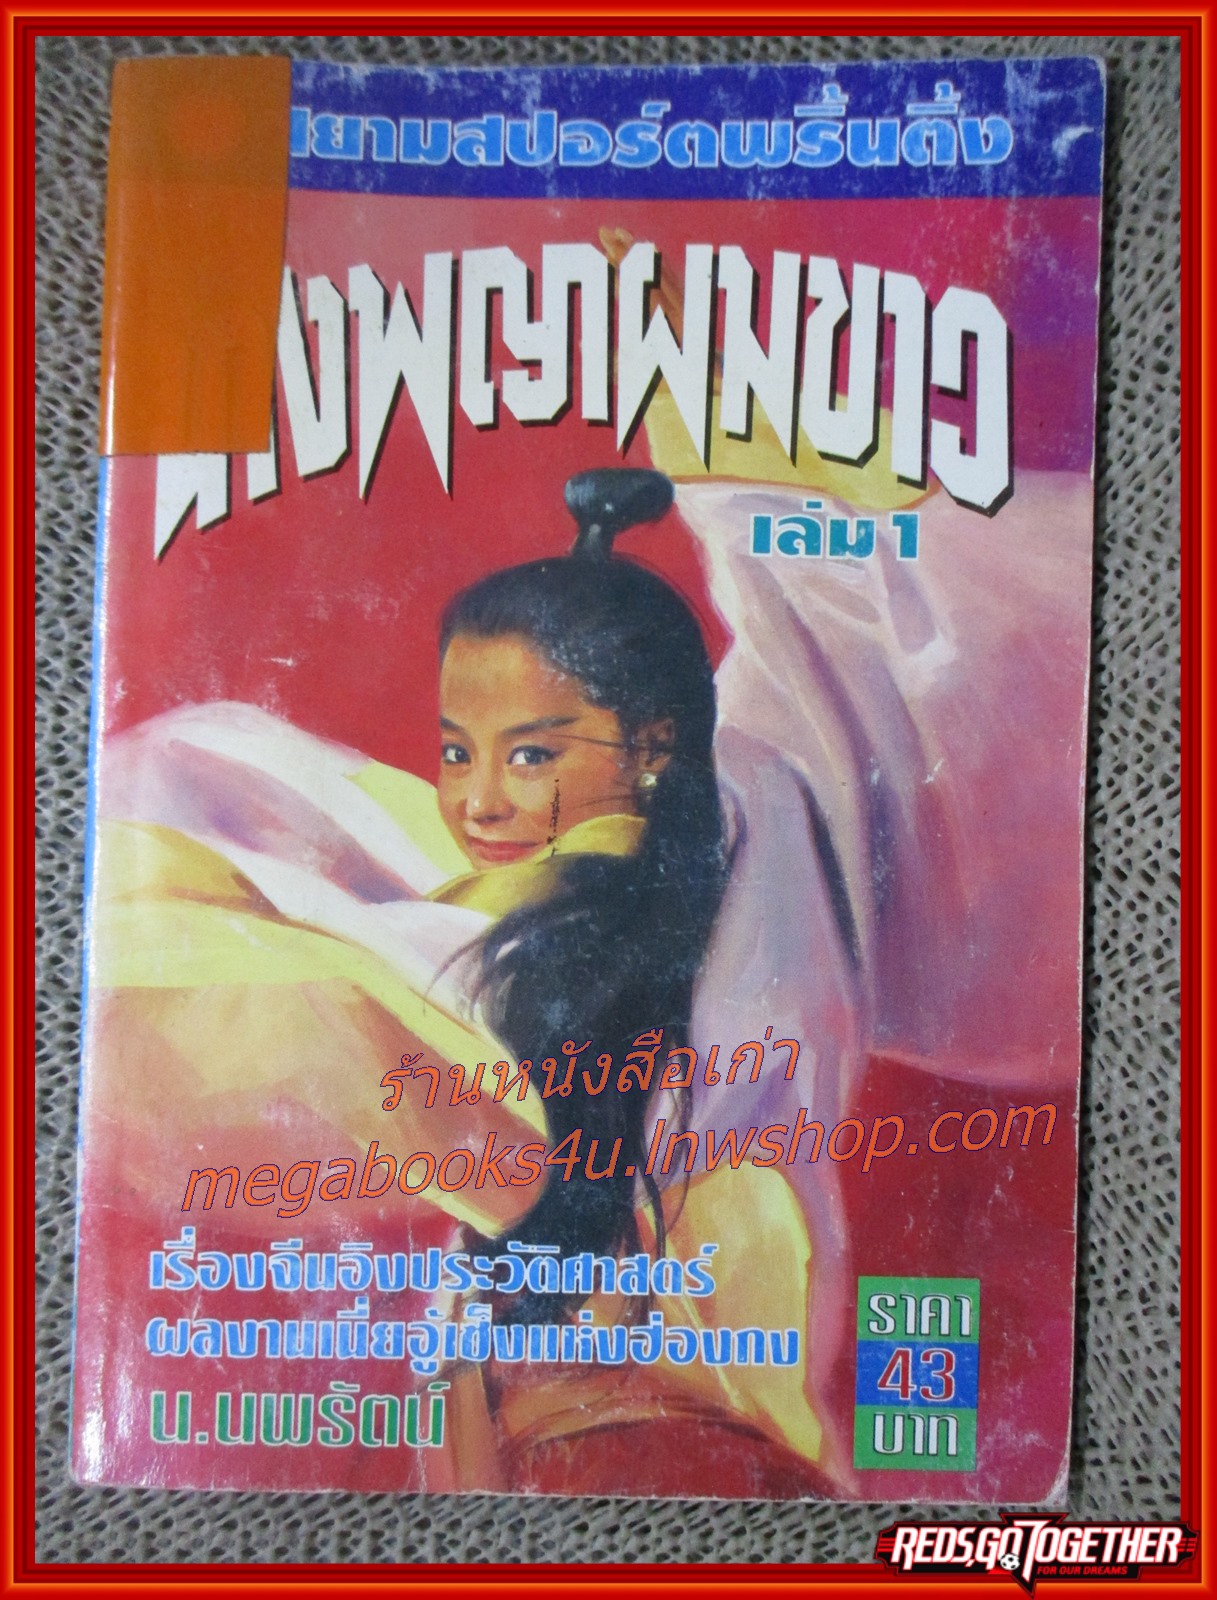 สยามสปอร์ตพริ้นติ้ง
นางพญาผมขาว
เล่ม 1
ร้านหนังสือเก่า
megabooks4u.lnwshop.com
เรื่องจีนอิงประวัติศาสตร์
ผลงานเนี่ยอู้เซ็งแห่งฮ่องกง
น.นพรัตน์
ราคา
43
บาท
REDS,GO TOGETHER
FOR OUR DREAMS